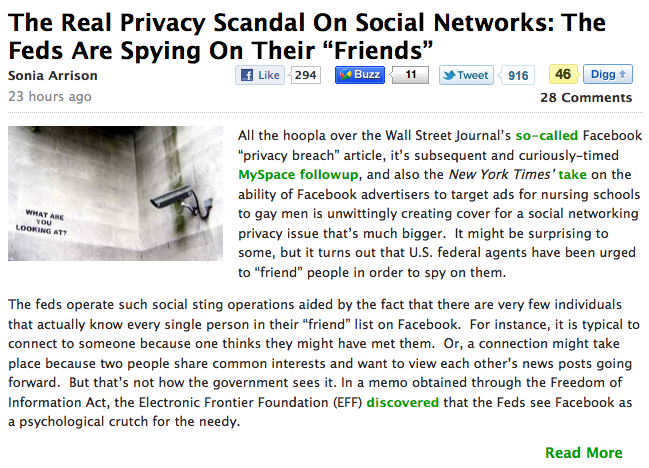 The Real Privacy Scandal On Social Networks: The
Feds Are Spying On Their “Friends”
Sonia Arrison
Like 294
Buzz 11
Tweet 916
46 Digg
23 hours ago
28 Comments
WHAT ARE
YOU
LOOKING AT?
All the hoopla over the Wall Street Journal’s so-called Facebook
“privacy breach” article, it’s subsequent and curiously-timed
MySpace followup, and also the New York Times’ take on the
ability of Facebook advertisers to target ads for nursing schools
to gay men is unwittingly creating cover for a social networking
privacy issue that’s much bigger.  It might be surprising to
some, but it turns out that U.S. federal agents have been urged
to “friend” people in order to spy on them.
The feds operate such social sting operations aided by the fact that there are very few individuals
that actually know every single person in their “friend” list on Facebook.  For instance, it is typical to
connect to someone because one thinks they might have met them.  Or, a connection might take
place because two people share common interests and want to view each other’s news posts going
forward.  But that’s not how the government sees it. In a memo obtained through the Freedom of
Information Act, the Electronic Frontier Foundation (EFF) discovered that the Feds see Facebook as
a psychological crutch for the needy.
Read More